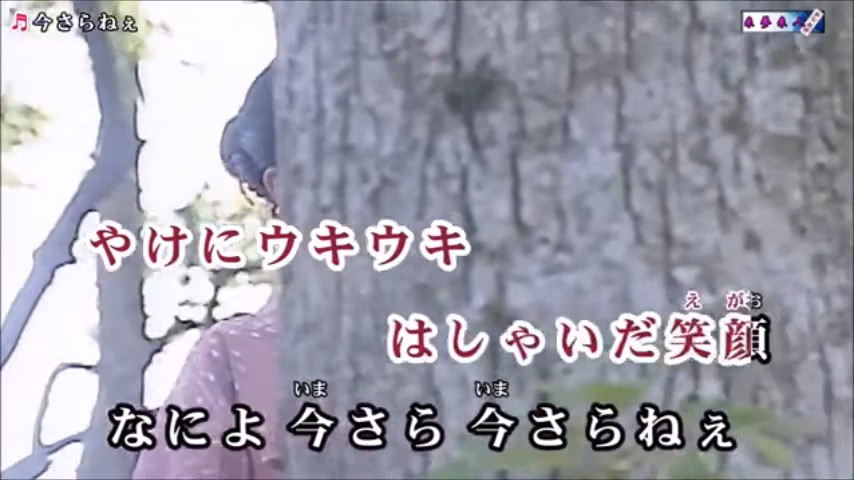 🎵今さらねぇ
やけにウキウキ
えがお
はしゃいだ笑顔
いま いま
なによ 今さら 今さらねぇ